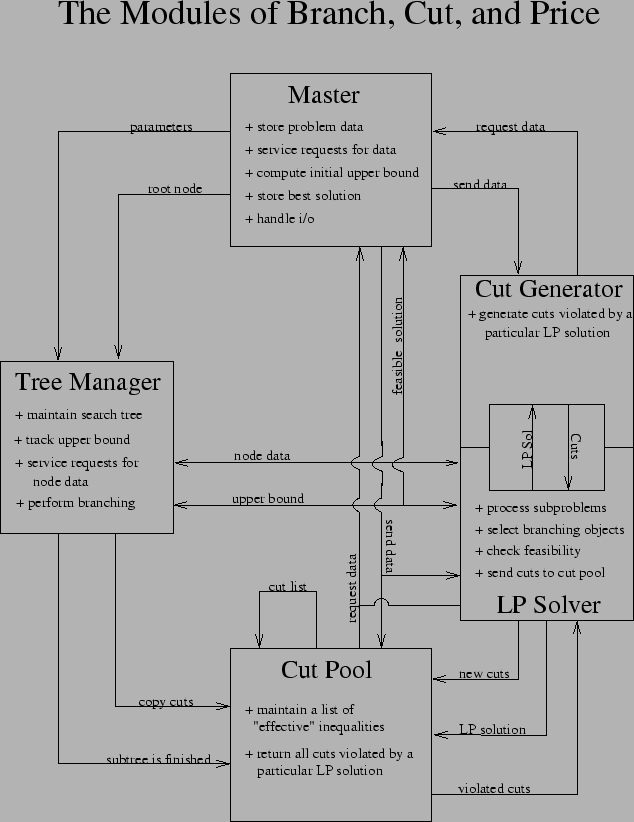 The Modules of Branch, Cut, and Price
Master
+ store problem data
+ service requests for data
+ compute initial upper bound
+ store best solution
+ handle i/o
parameters
root node
request data
send data
Cut Generator
+ generate cuts violated by a
particular LP solution
feasible solution
Tree Manager
+ maintain search tree
+ track upper bound
+ service requests for
node data
+ perform branching
node data
upper bound
LP Sol
Cuts
+ process subproblems
+ select branching objects
+ check feasibility
+ send cuts to cut pool
LP Solver
send data
request data
cut list
Cut Pool
+ maintain a list of
"effective" inequalities
+ return all cuts violated by a
particular LP solution
copy cuts
subtree is finished
new cuts
LP solution
violated cuts